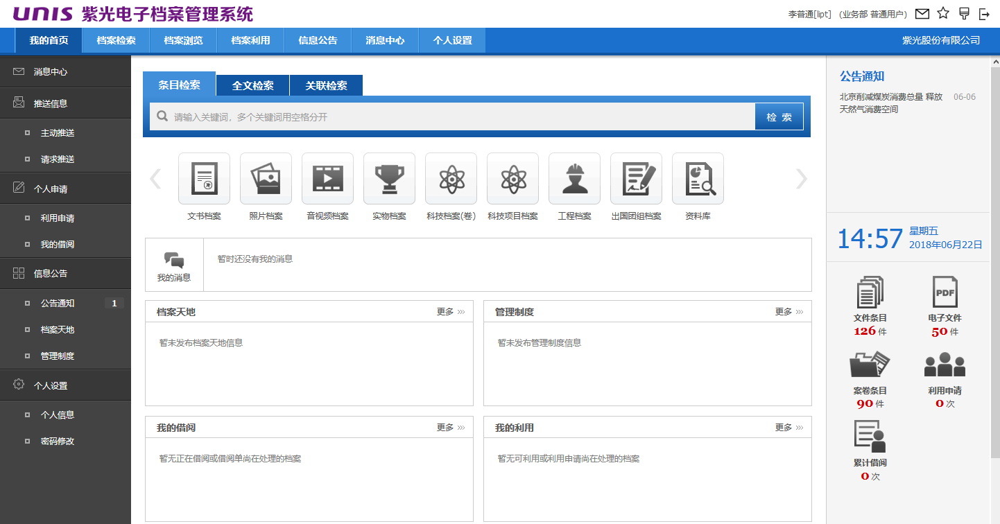 UNIS 紫光电子档案管理系统
李普通[lipt] (业务部 普通用户)
我的首页 档案检索 档案浏览 档案利用 信息公告 消息中心 个人设置 紫光股份有限公司
消息中心
推送信息
主动推送
请求推送
个人申请
利用申请
我的借阅
信息公告
公告通知 1
档案天地
管理制度
个人设置
个人信息
密码修改
条目检索 全文检索 关联检索
请输入关键词，多个关键词用空格分开 检 索
文书档案 照片档案 音视频档案 实物档案 科技档案(卷) 科技项目档案 工程档案 出国团组档案 资料库
我的消息
暂时还没有我的消息
档案天地 更多
暂未发布档案天地信息
管理制度 更多
暂未发布管理制度信息
我的借阅 更多
暂无正在借阅或借阅单尚在处理的档案
我的利用 更多
暂无可利用或利用申请尚在处理的档案
公告通知
北京削减煤炭消费总量 释放 06-06
天然气消费空间
14:57
星期五
2018年06月22日
文件条目
126 件
PDF
电子文件
50 件
案卷条目
90 件
利用申请
0 次
累计借阅
0 次